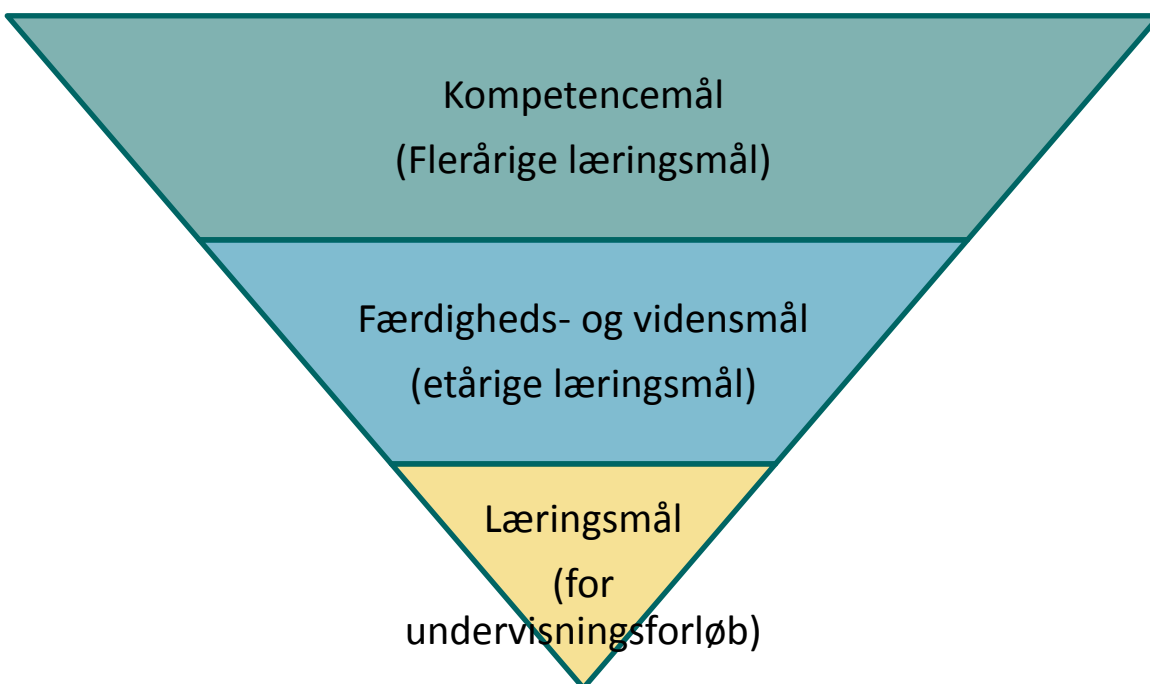 Kompetencemål
(Flerårige læringsmål)
Færdigheds- og vidensmål
(etårige læringsmål)
Læringsmål
(for
undervisningsforløb)